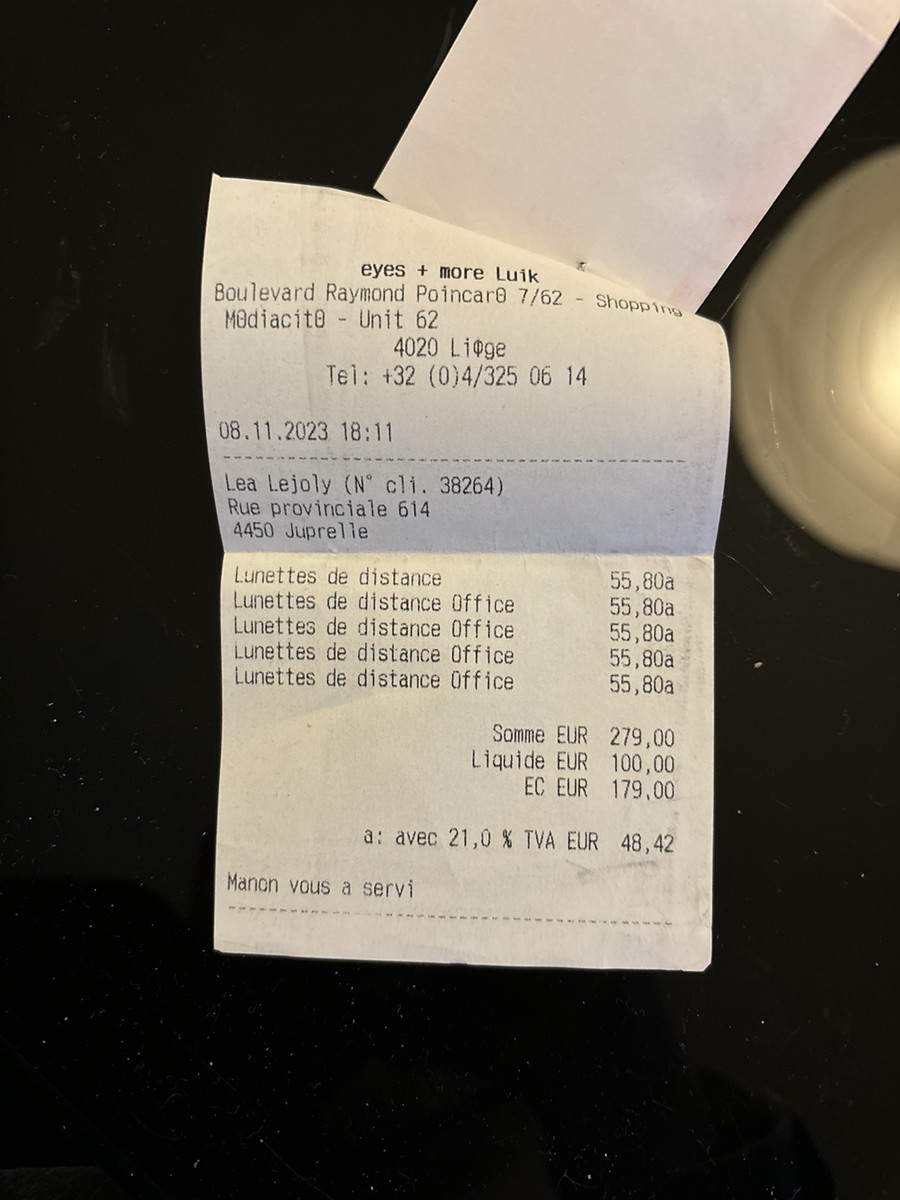 eyes + more Luik
Boulevard Raymond Poincar0 7/62 - Shopping
M0diacit0 - Unit 62
4020 LiΦge
Tel: +32 (0)4/325 06 14
08.11.2023 18:11
Lea Lejoly (N° cli. 38264)
Rue provinciale 614
4450 Juprelle
Lunettes de distance 55,80a
Lunettes de distance Office 55,80a
Lunettes de distance Office 55,80a
Lunettes de distance Office 55,80a
Lunettes de distance Office 55,80a
Somme EUR 279,00
Liquide EUR 100,00
EC EUR 179,00
a: avec 21,0 % TVA EUR 48,42
Manon vous a servi